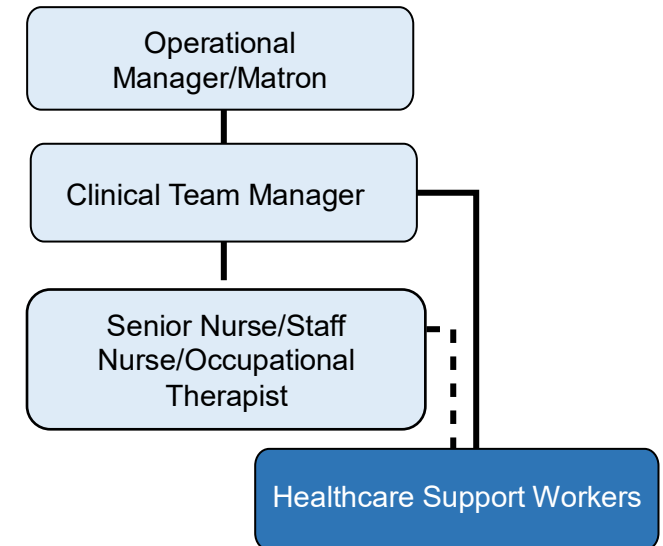 Operational
Manager/Matron
Clinical Team Manager
Senior Nurse/Staff
Nurse/Occupational
Therapist
Healthcare Support Workers